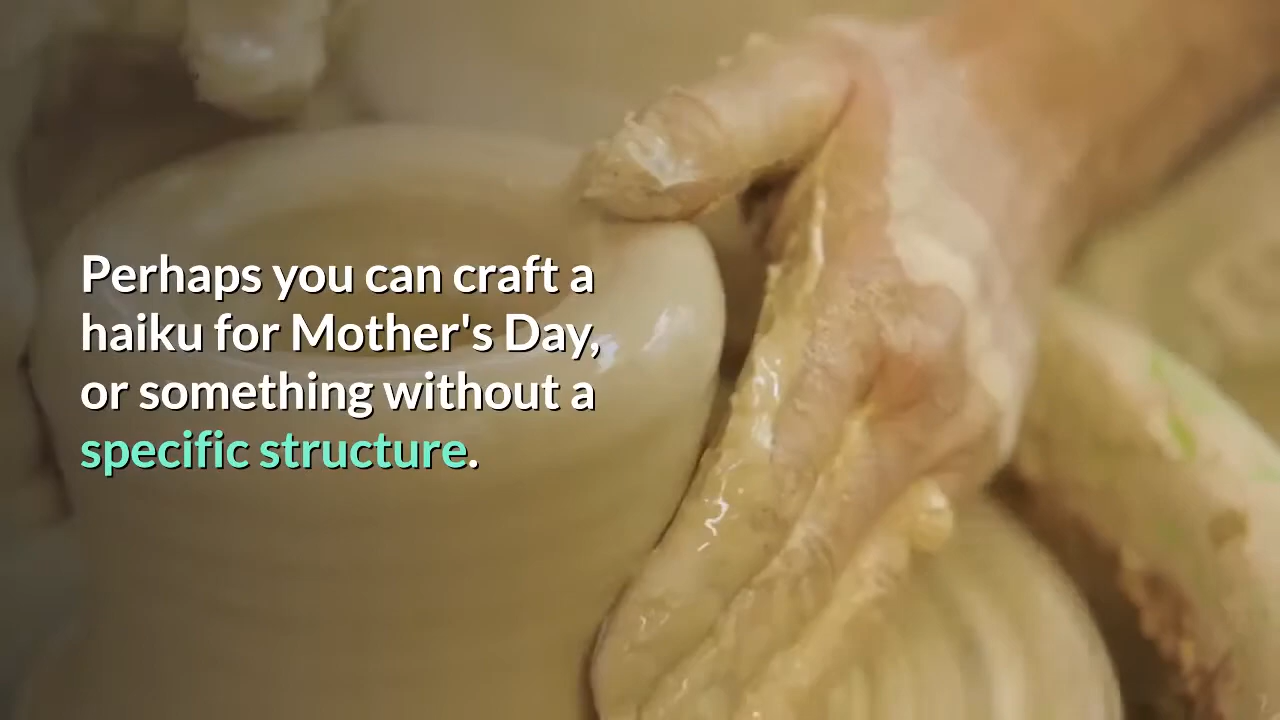 Perhaps you can craft a
haiku for Mother's Day,
or something without a
specific structure.